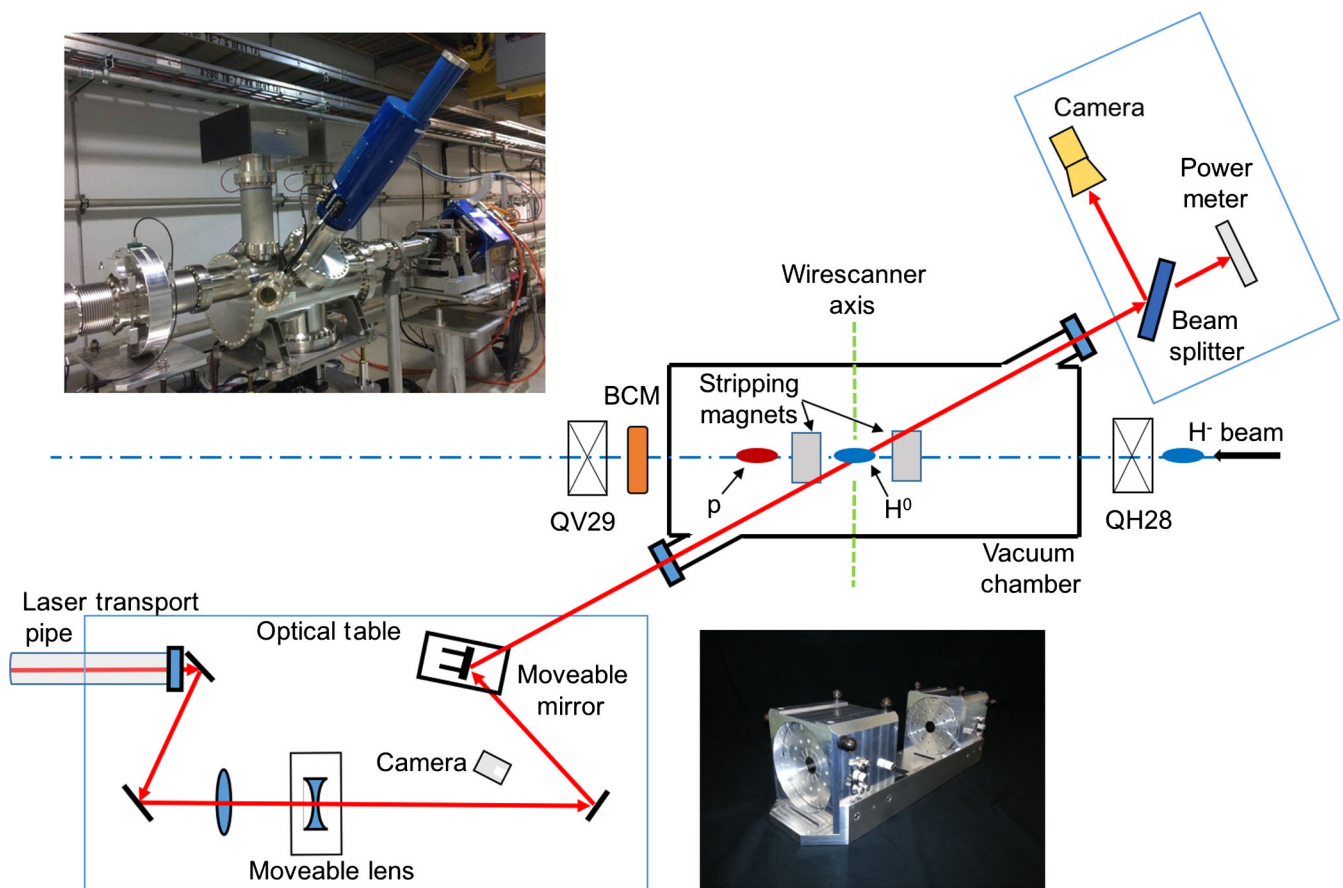 Camera
Power
meter
Wirescanner
axis
Beam
splitter
BCM
Stripping
magnets
H- beam
p
H0
QV29
QH28
Vacuum
chamber
Laser transport
pipe
Optical table
Moveable
mirror
Camera
Moveable lens